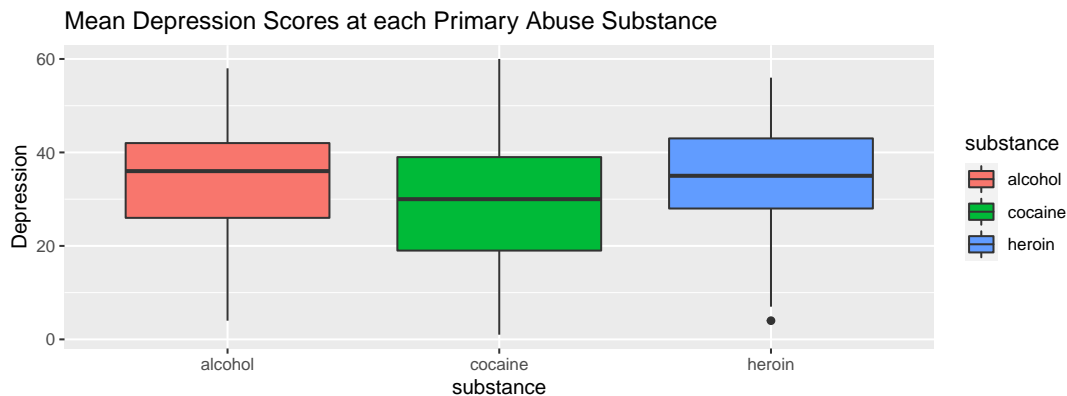 Mean Depression Scores at each Primary Abuse Substance
60
40
20
0
Depression
alcohol
cocaine
heroin
substance
substance
alcohol
cocaine
heroin